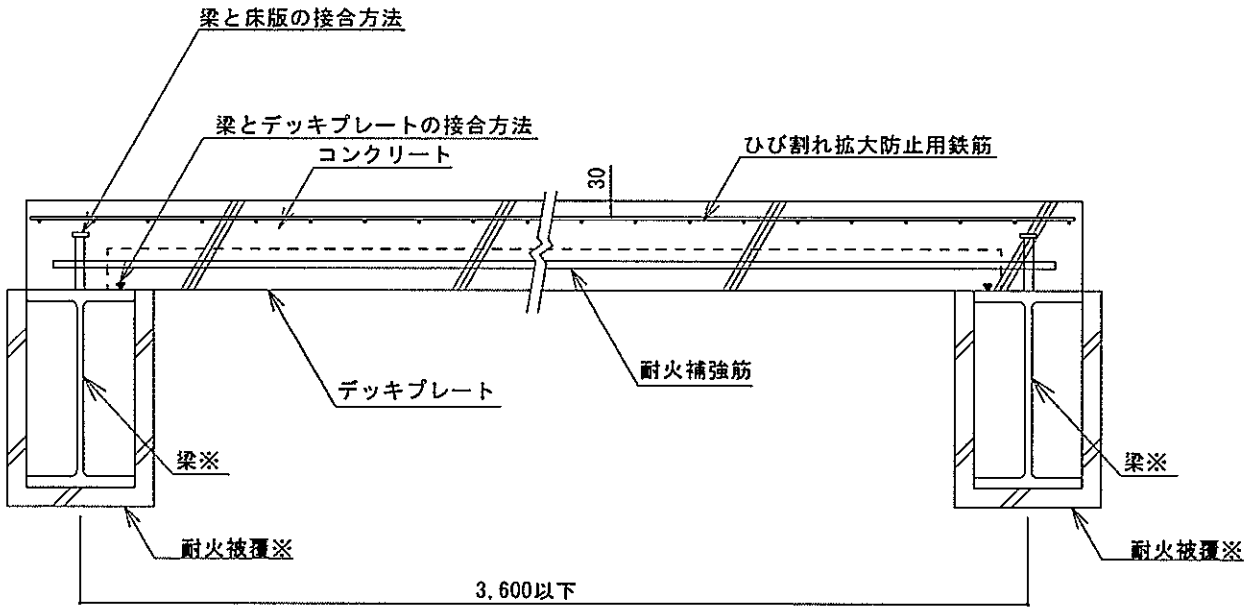 梁と床版の接合方法
梁とデッキプレートの接合方法
コンクリート
ひび割れ拡大防止用鉄筋
30
耐火補強筋
デッキプレート
梁※
梁※
耐火被覆※
耐火被覆※
3,600以下